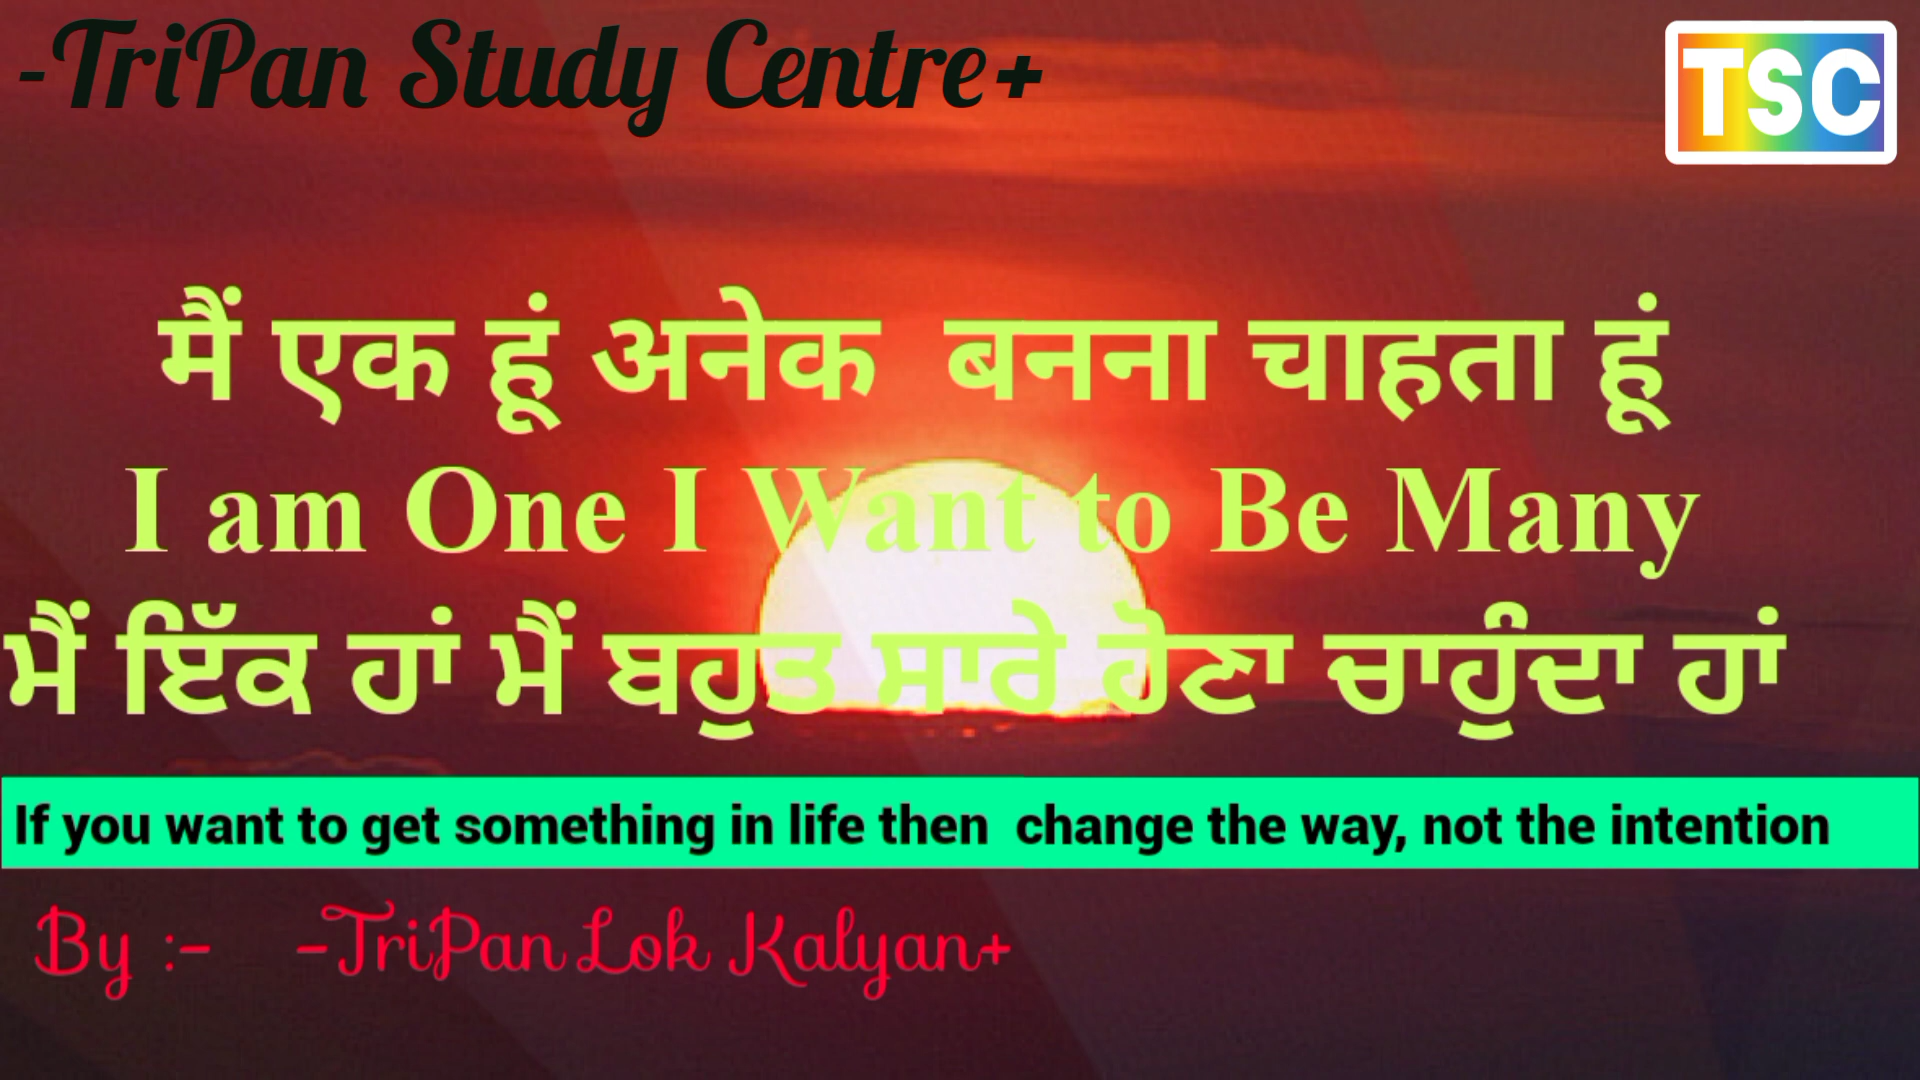 -TriPan Study Centre+
TSC
मैं एक हूं अनेक बनना चाहता हूं
I am One I Want to Be Many
ਮੈਂ ਇੱਕ ਹਾਂ ਮੈਂ ਬਹੁਤ ਸਾਰੇ ਹੋਣਾ ਚਾਹੁੰਦਾ ਹਾਂ
If you want to get something in life then change the way, not the intention
By :- -TriPan Lok Kalyan+